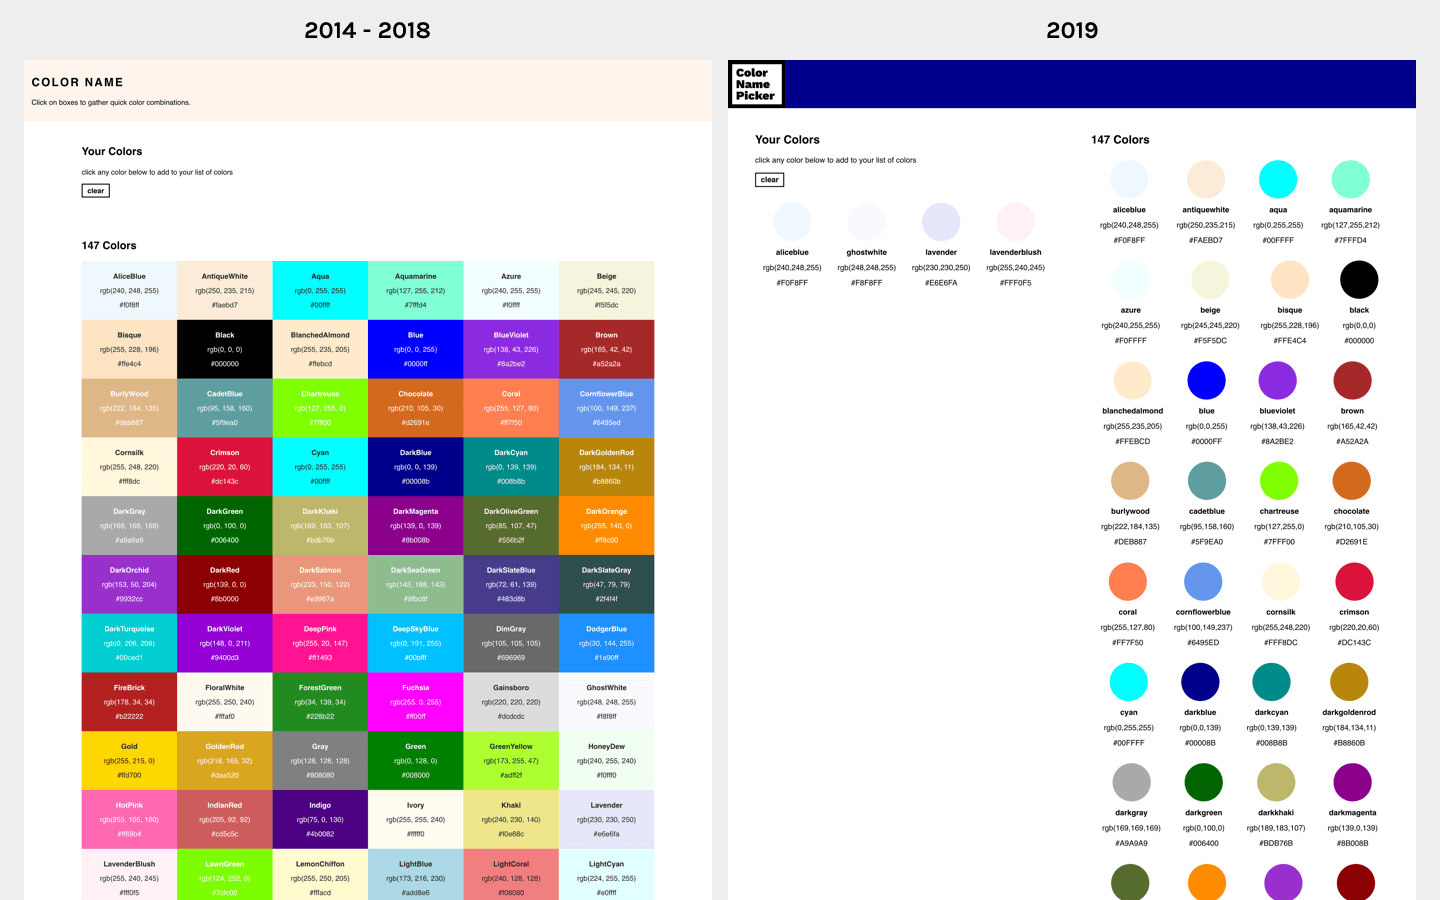 2014 - 2018
COLOR NAME
Click on boxes to gather quick color combinations.
Your Colors
click any color below to add to your list of colors
clear
147 Colors
AliceBlue AntiqueWhite Aqua Aquamarine Azure Beige
rgb(240, 248, 255) rgb(250, 235, 215) rgb(0, 255, 255) rgb(127, 255, 212) rgb(240, 255, 255) rgb(245, 245, 220)
#f0f8ff #faebd7 #00ffff #7fffd4 #f0ffff #f5f5dc
Bisque Black BlanchedAlmond Blue BlueViolet Brown
rgb(255, 228, 196) rgb(0, 0, 0) rgb(255, 235, 205) rgb(0, 0, 255) rgb(138, 43, 226) rgb(165, 42, 42)
#ffe4c4 #000000 #ffebcd #0000ff #8a2be2 #a52a2a
BurlyWood CadetBlue Chartreuse Chocolate Coral CornflowerBlue
rgb(222, 184, 135) rgb(95, 158, 160) rgb(127, 255, 0) rgb(210, 105, 30) rgb(255, 127, 80) rgb(100, 149, 237)
#deb887 #5f9ea0 #7fff00 #d2691e #ff7f50 #6495ed
Cornsilk Crimson Cyan DarkBlue DarkCyan DarkGoldenRod
rgb(255, 248, 220) rgb(220, 20, 60) rgb(0, 255, 255) rgb(0, 0, 139) rgb(0, 139, 139) rgb(184, 134, 11)
#fff8dc #dc143c #00ffff #00008b #008b8b #b8860b
DarkGray DarkGreen DarkKhaki DarkMagenta DarkOliveGreen DarkOrange
rgb(169, 169, 169) rgb(0, 100, 0) rgb(189, 183, 107) rgb(139, 0, 139) rgb(85, 107, 47) rgb(255, 140, 0)
#a9a9a9 #006400 #bdb76b #8b008b #556b2f #ff8c00
DarkOrchid DarkRed DarkSalmon DarkSeaGreen DarkSlateBlue DarkSlateGray
rgb(153, 50, 204) rgb(139, 0, 0) rgb(233, 150, 122) rgb(143, 188, 143) rgb(72, 61, 139) rgb(47, 79, 79)
#9932cc #8b0000 #e9967a #8fbc8f #483d8b #2f4f4f
DarkTurquoise DarkViolet DeepPink DeepSkyBlue DimGray DodgerBlue
rgb(0, 206, 206) rgb(148, 0, 211) rgb(255, 20, 147) rgb(0, 191, 255) rgb(105, 105, 105) rgb(30, 144, 255)
#00ced1 #9400d3 #ff1493 #00bfff #696969 #1e90ff
FireBrick FloralWhite ForestGreen Fuchsia Gainsboro GhostWhite
rgb(178, 34, 34) rgb(255, 250, 240) rgb(34, 139, 34) rgb(255, 0, 255) rgb(220, 220, 220) rgb(248, 248, 255)
#b22222 #fffaf0 #228b22 #ff00ff #dcdcdc #f8f8ff
Gold GoldenRod Gray Green GreenYellow HoneyDew
rgb(255, 215, 0) rgb(218, 165, 32) rgb(128, 128, 128) rgb(0, 128, 0) rgb(173, 255, 47) rgb(240, 255, 240)
#ffd700 #daa520 #808080 #008000 #adff2f #f0fff0
HotPink IndianRed Indigo Ivory Khaki Lavender
rgb(255, 105, 180) rgb(205, 92, 92) rgb(75, 0, 130) rgb(255, 255, 240) rgb(240, 230, 140) rgb(230, 230, 250)
#ff69b4 #cd5c5c #4b0082 #fffff0 #f0e68c #e6e6fa
LavenderBlush LawnGreen LemonChiffon LightBlue LightCoral LightCyan
rgb(255, 240, 245) rgb(124, 252, 0) rgb(255, 250, 205) rgb(173, 216, 230) rgb(240, 128, 128) rgb(224, 255, 255)
#fff0f5 #7cfc00 #fffacd #add8e6 #f08080 #e0ffff
2019
Color
Name
Picker
Your Colors
click any color below to add to your list of colors
clear
aliceblue ghostwhite lavender lavenderblush
rgb(240,248,255) rgb(248,248,255) rgb(230,230,250) rgb(255,240,245)
#F0F8FF #F8F8FF #E6E6FA #FFF0F5
147 Colors
aliceblue antiquewhite aqua aquamarine
rgb(240,248,255) rgb(250,235,215) rgb(0,255,255) rgb(127,255,212)
#F0F8FF #FAEBD7 #00FFFF #7FFFD4
azure beige bisque black
rgb(240,255,255) rgb(245,245,220) rgb(255,228,196) rgb(0,0,0)
#F0FFFF #F5F5DC #FFE4C4 #000000
blanchedalmond blue blueviolet brown
rgb(255,235,205) rgb(0,0,255) rgb(138,43,226) rgb(165,42,42)
#FFEBCD #0000FF #8A2BE2 #A52A2A
burlywood cadetblue chartreuse chocolate
rgb(222,184,135) rgb(95,158,160) rgb(127,255,0) rgb(210,105,30)
#DEB887 #5F9EA0 #7FFF00 #D2691E
coral cornflowerblue cornsilk crimson
rgb(255,127,80) rgb(100,149,237) rgb(255,248,220) rgb(220,20,60)
#FF7F50 #6495ED #FFF8DC #DC143C
cyan darkblue darkcyan darkgoldenrod
rgb(0,255,255) rgb(0,0,139) rgb(0,139,139) rgb(184,134,11)
#00FFFF #00008B #008B8B #B8860B
darkgray darkgreen darkkhaki darkmagenta
rgb(169,169,169) rgb(0,100,0) rgb(189,183,107) rgb(139,0,139)
#A9A9A9 #006400 #BDB76B #8B008B